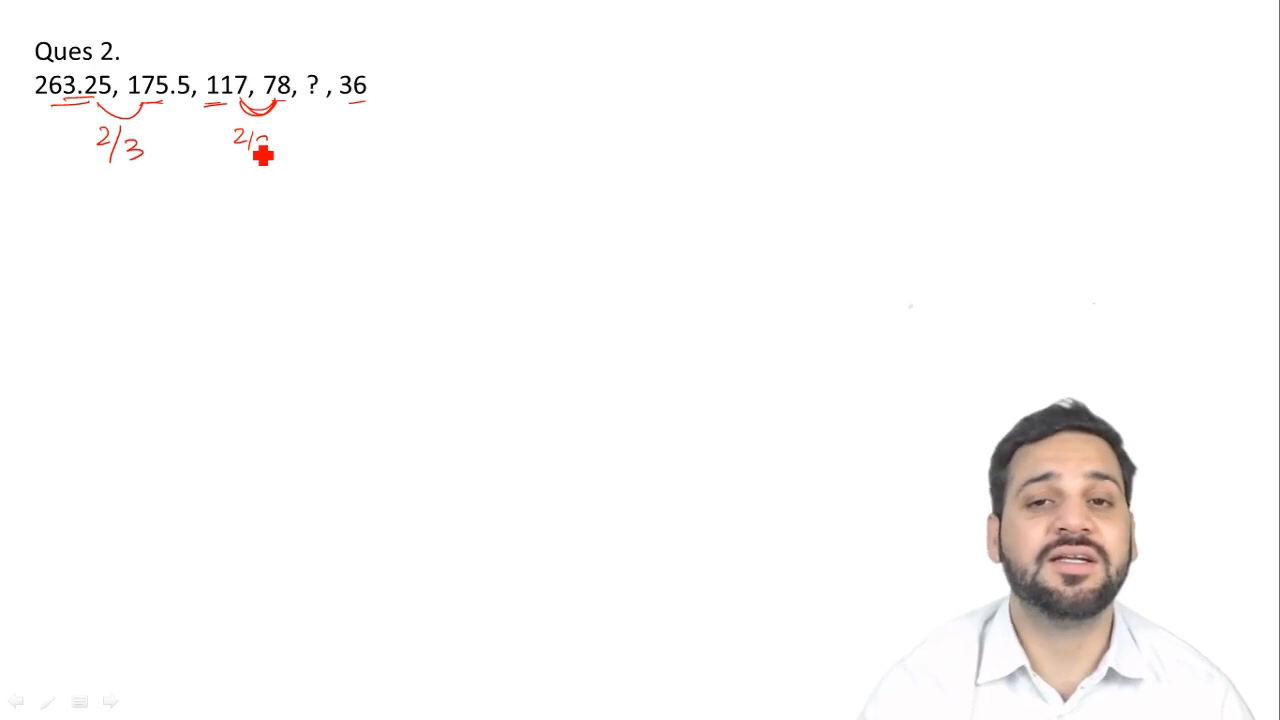 Ques 2.
263.25, 175.5, 117, 78, ? , 36
2/3